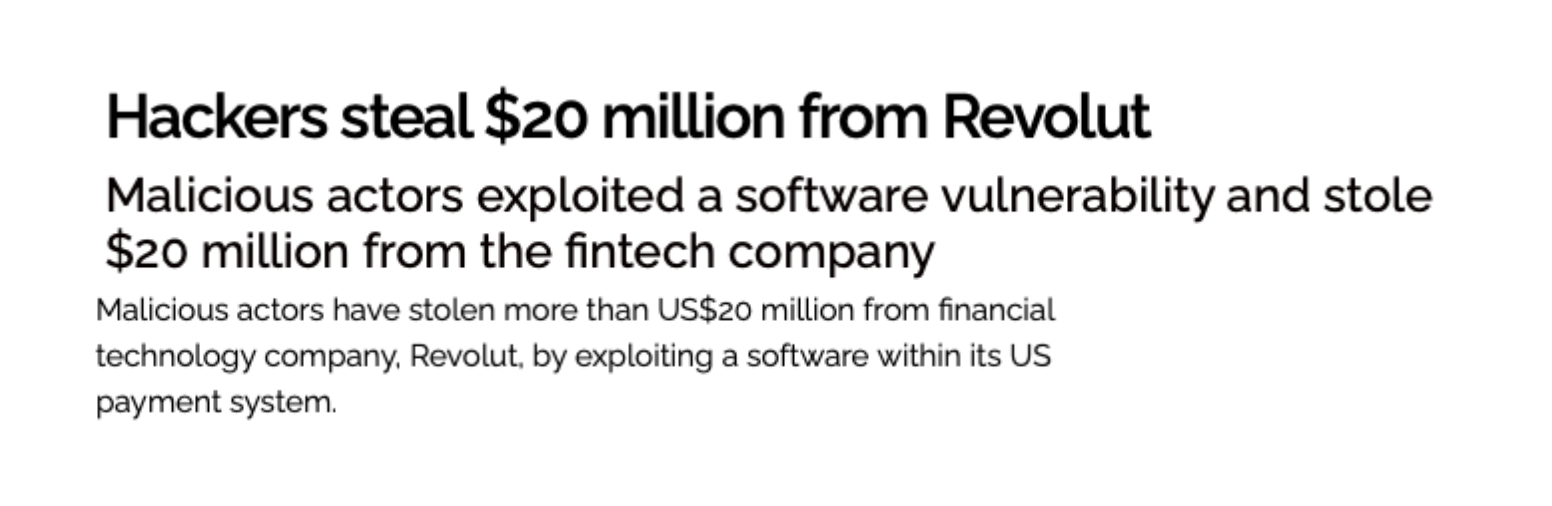 Hackers steal $20 million from Revolut
Malicious actors exploited a software vulnerability and stole
$20 million from the fintech company
Malicious actors have stolen more than US$20 million from financial
technology company, Revolut, by exploiting a software within its US
payment system.